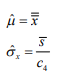 μ̂ = x̿
σ̂ₓ = s̅ / c₄